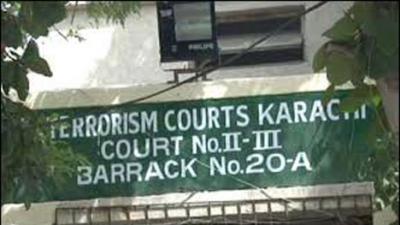 PHILIPS
TERRORISM COURTS KARACHI
COURT No.II-III
BARRACK No.20-A